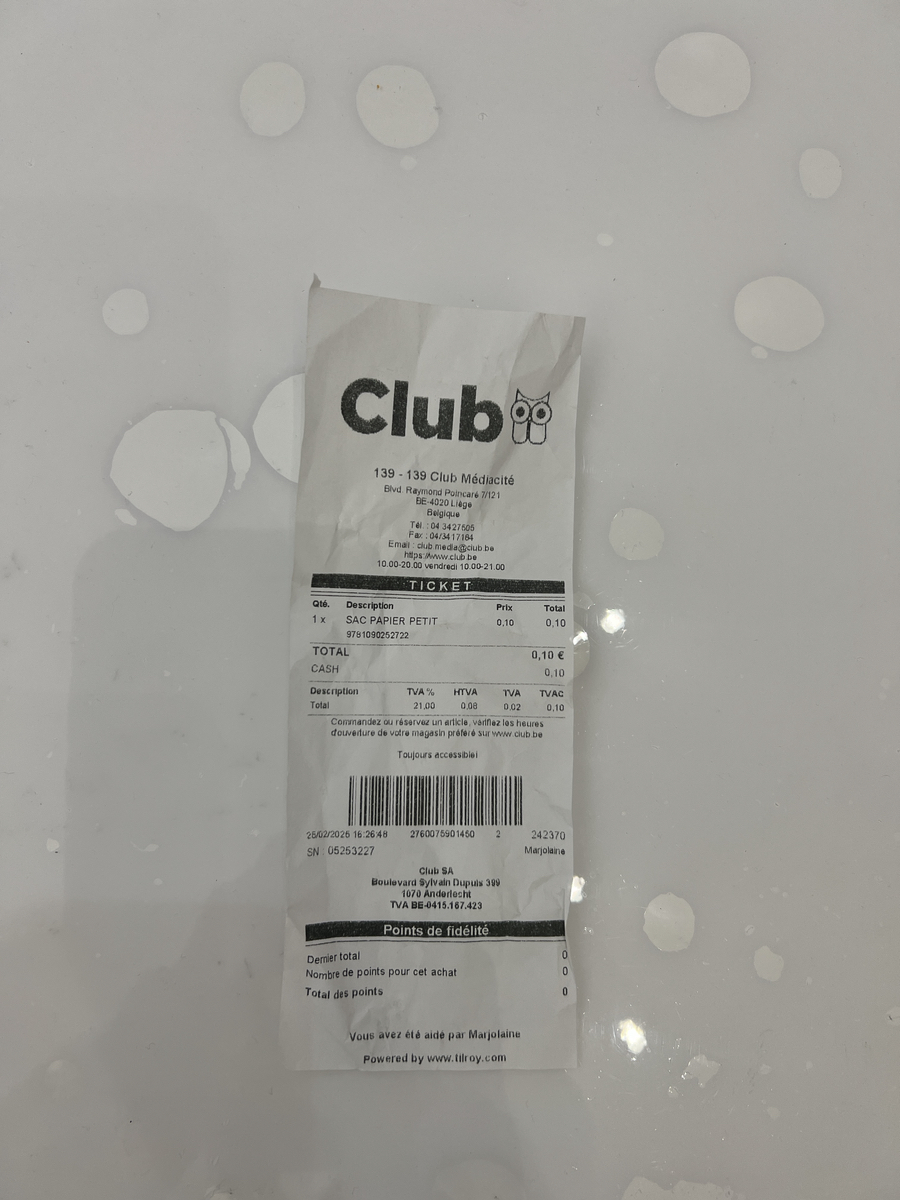 Club
139 - 139 Club Médiacité
Blvd. Raymond Poincaré 7/121
BE-4020 Liège
Belgique
Tél. : 04 3427605
Fax : 04/3417164
Email : club.media@club.be
https://www.club.be
10.00-20.00 vendredi 10.00-21.00
TICKET
Qté. Description Prix Total
1 x SAC PAPIER PETIT 0,10 0,10
9781090252722
TOTAL 0,10 €
CASH 0,10
Description TVA % HTVA TVA TVAC
Total 21,00 0,08 0,02 0,10
Commandez ou réservez un article, vérifiez les heures
d'ouverture de votre magasin préféré sur www.club.be
Toujours accessible!
16:26:48 2760075901450 2 242370
SN : 05253227 Marjolaine
Club SA
Boulevard Sylvain Dupuis 399
1070 Anderlecht
TVA BE-0415.167.423
Points de fidélité
Dernier total 0
Nombre de points pour cet achat 0
Total des points 0
Vous avez été aidé par Marjolaine
Powered by www.tilroy.com